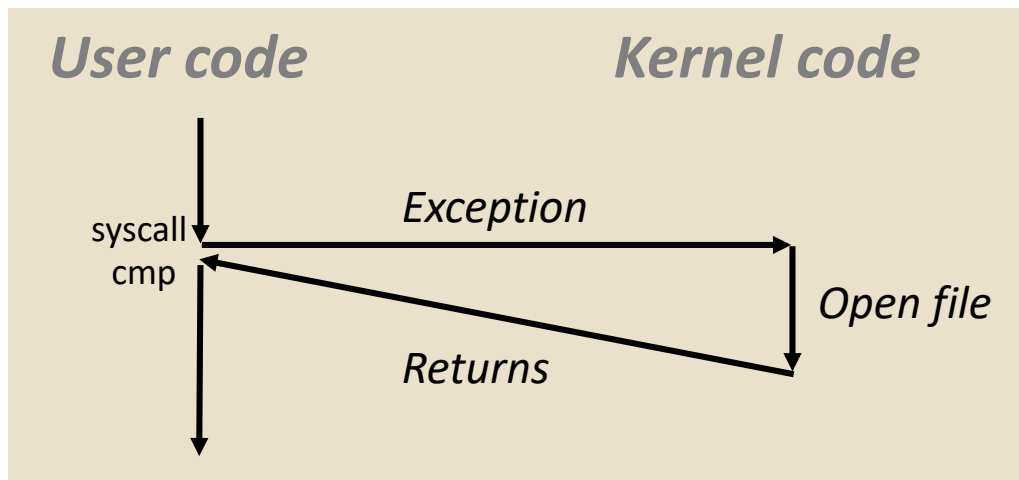 User code
Kernel code
Exception
syscall
cmp
Open file
Returns